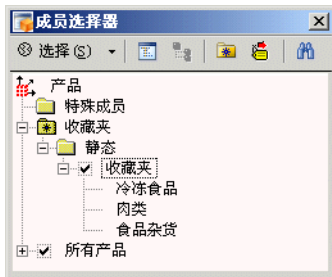 成员选择器
选择(S)
产品
特殊成员
收藏夹
静态
收藏夹
冷冻食品
肉类
食品杂货
所有产品